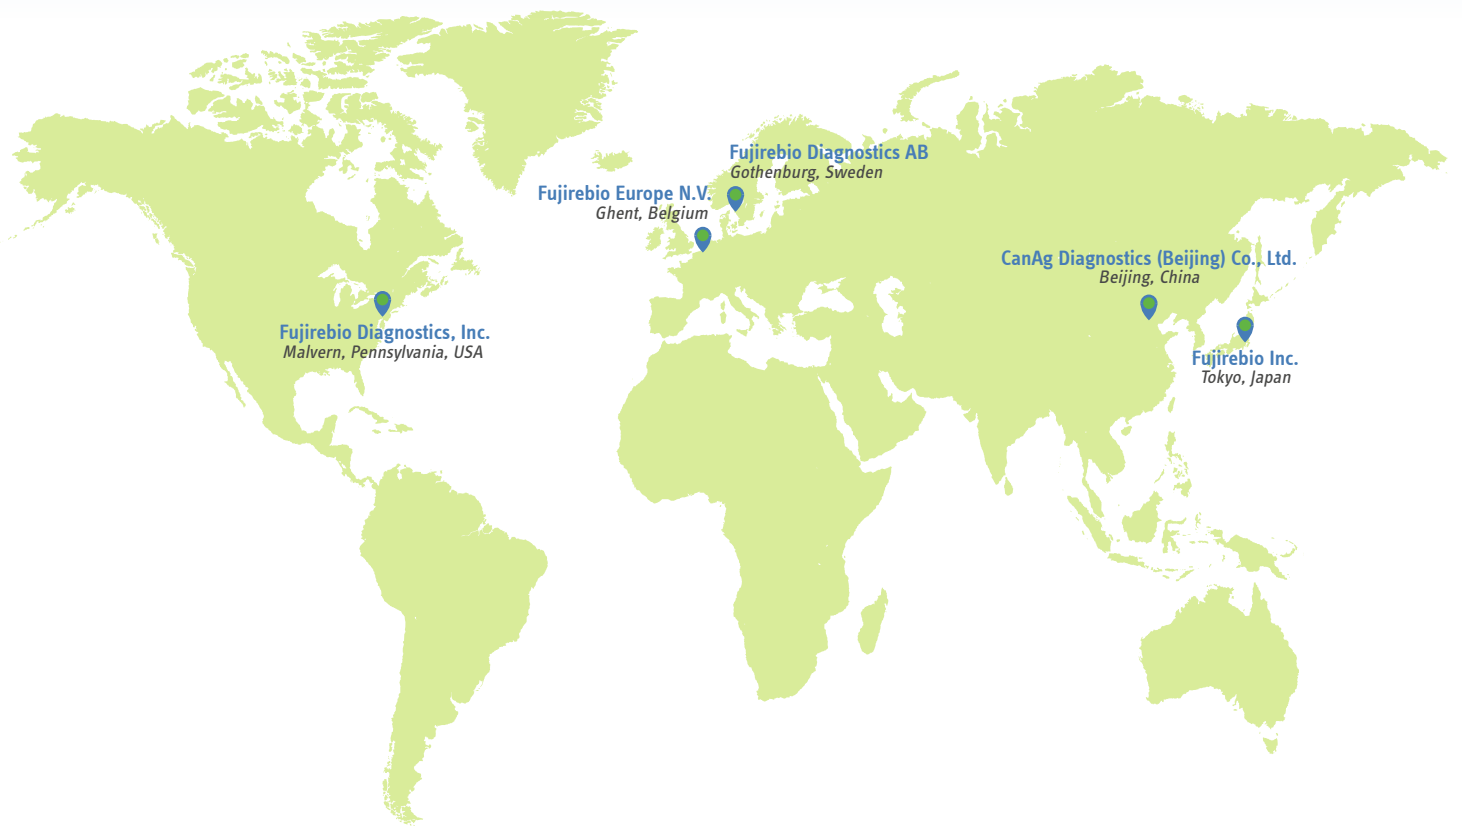 Fujirebio Diagnostics AB
Gothenburg, Sweden
Fujirebio Europe N.V.
Ghent, Belgium
CanAg Diagnostics (Beijing) Co., Ltd.
Beijing, China
Fujirebio Diagnostics, Inc.
Malvern, Pennsylvania, USA
Fujirebio Inc.
Tokyo, Japan